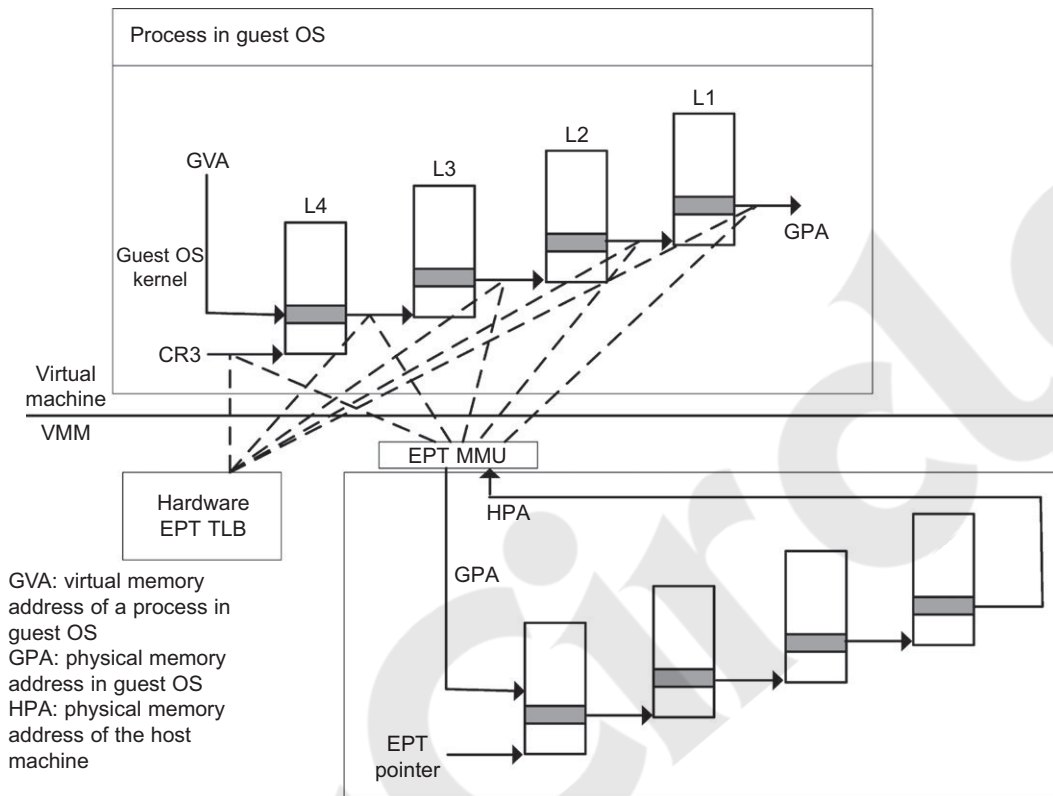 Process in guest OS
L1
L2
L3
L4
GVA
GPA
Guest OS
kernel
CR3
Virtual
machine
VMM
EPT MMU
Hardware
EPT TLB
HPA
GPA
EPT
pointer
GVA: virtual memory
address of a process in
guest OS
GPA: physical memory
address in guest OS
HPA: physical memory
address of the host
machine